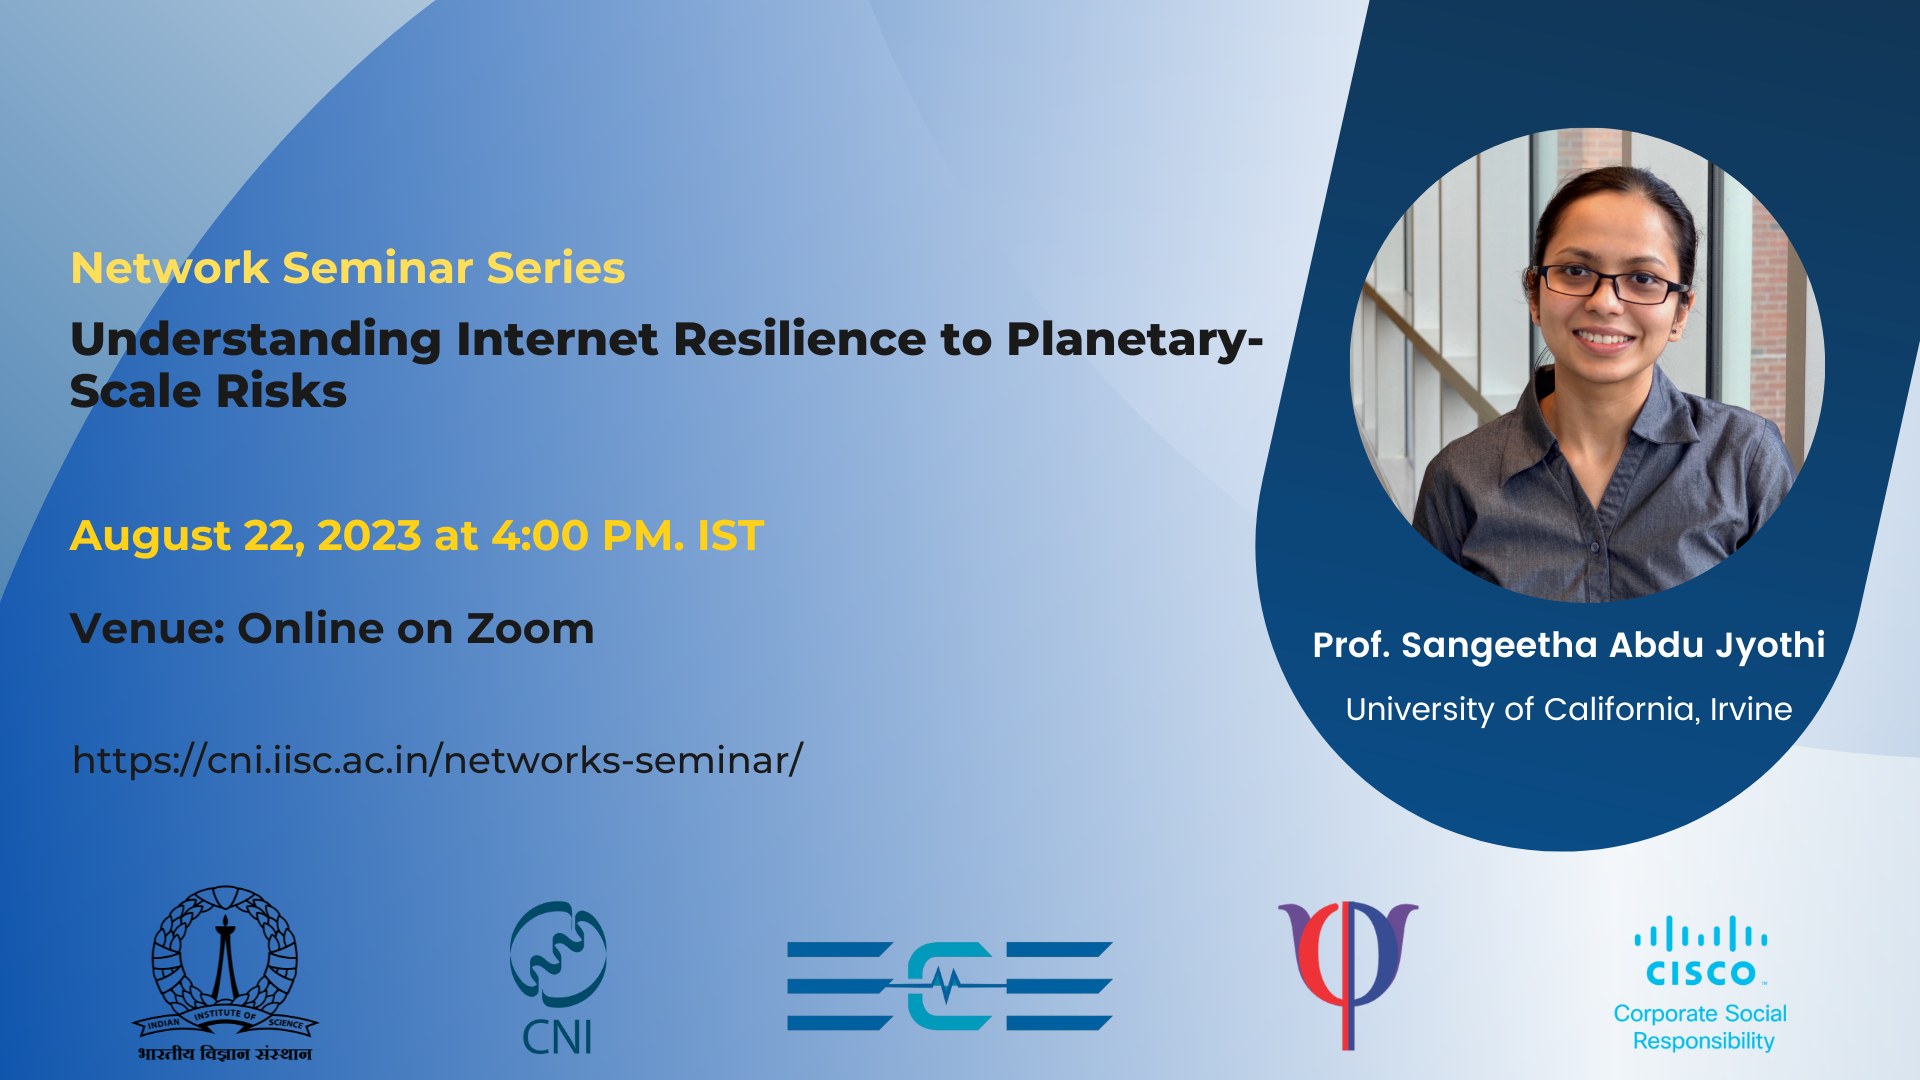 Network Seminar Series
Understanding Internet Resilience to Planetary-
Scale Risks
August 22, 2023 at 4:00 PM. IST
Venue: Online on Zoom
https://cni.iisc.ac.in/networks-seminar/
Prof. Sangeetha Abdu Jyothi
University of California, Irvine
INDIAN INSTITUTE OF SCIENCE
भारतीय विज्ञान संस्थान
CNI
ECE
CISCO
Corporate Social
Responsibility